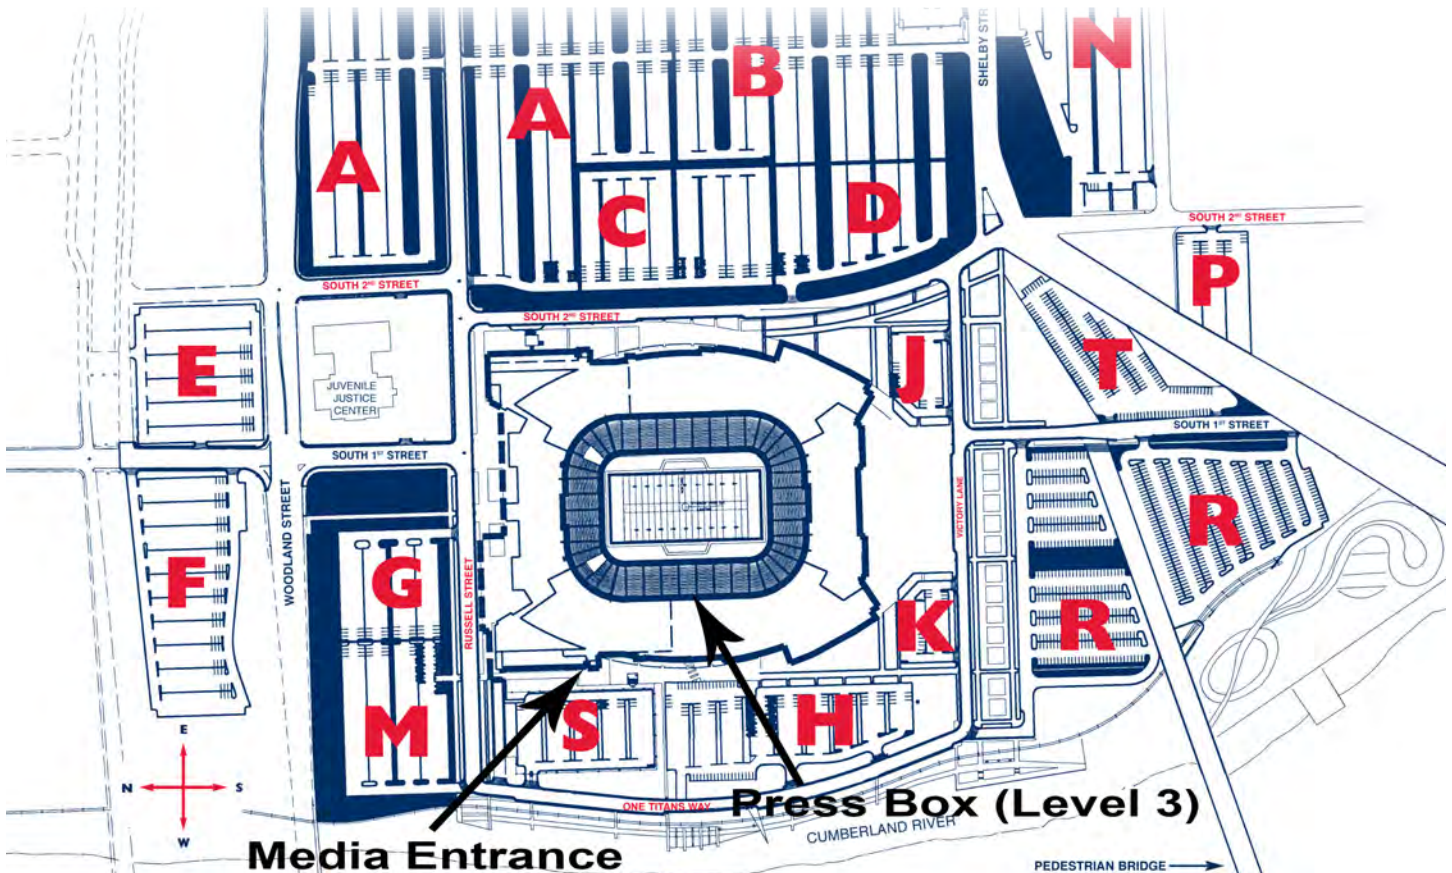 SHELBY STR
N
B
A
A
C
D
SOUTH 2ND STREET
P
SOUTH 2ND STREET
SOUTH 2ND STREET
E
JUVENILE
JUSTICE
CENTER
J
T
SOUTH 1ST STREET
SOUTH 1ST STREET
WOODLAND STREET
VICTORY LANE
R
F
G
RUSSELL STREET
K
R
M
S
H
E
N
S
W
ONE TITANS WAY
Press Box (Level 3)
CUMBERLAND RIVER
Media Entrance
PEDESTRIAN BRIDGE